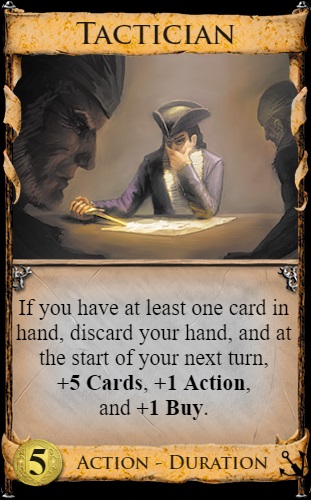 TACTICIAN
If you have at least one card in
hand, discard your hand, and at
the start of your next turn,
+5 Cards, +1 Action,
and +1 Buy.
5 ACTION - DURATION